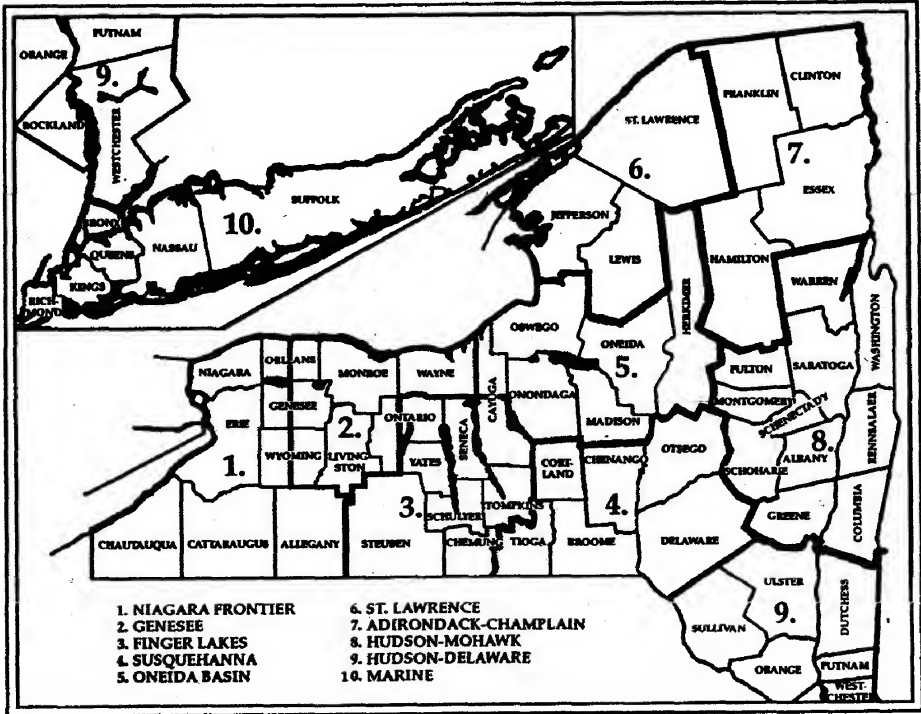 PUTNAM
ORANGE
9.
ROCKLAND
WESTCHESTER
BRONX
QUEENS
KINGS
RICH-
MOND
NASSAU
10.
SUFFOLK
ST. LAWRENCE
FRANKLIN
CLINTON
6.
7.
ESSEX
JEFFERSON
LEWIS
HERKIMER
HAMILTON
WARREN
WASHINGTON
OSWEGO
ONEIDA
5.
FULTON
SARATOGA
MONTGOMERY
SCHENECTADY
NIAGARA
ORLEANS
MONROE
WAYNE
CAYUGA
ONONDAGA
MADISON
GENESEE
ERIE
ONTARIO
SENECA
2.
1.
WYOMING
LIVING
STON
YATES
CORT-
LAND
CHENANGO
OTSEGO
SCHOHARIE
ALBANY
8.
RENNSALAER
3.
SCHULYER
TOMPKINS
4.
GREENE
COLUMBIA
CHAUTAUQUA
CATTARAUGUS
ALLEGANY
STEUBEN
CHEMUNG
TIOGA
BROOME
DELAWARE
ULSTER
9.
DUTCHESS
SULLIVAN
ORANGE
PUTNAM
WEST-
CHESTER
1. NIAGARA FRONTIER
2. GENESEE
3. FINGER LAKES
4. SUSQUEHANNA
5. ONEIDA BASIN
6. ST. LAWRENCE
7. ADIRONDACK-CHAMPLAIN
8. HUDSON-MOHAWK
9. HUDSON-DELAWARE
10. MARINE